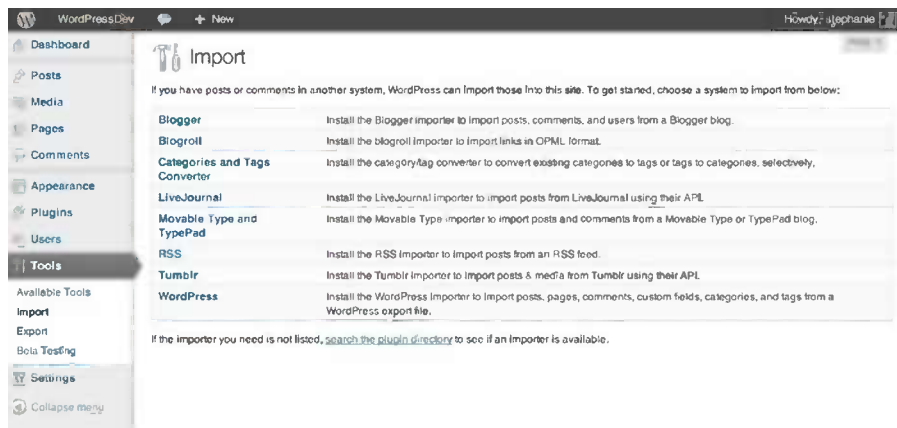 WordPressDev + New
Howdy, stephanie
Dashboard
Posts
Media
Pages
Comments
Appearance
Plugins
Users
Tools
Available Tools
Import
Export
Beta Testing
Settings
Collapse menu
Import
If you have posts or comments in another system, WordPress can import those into this site. To get started, choose a system to import from below:
Blogger Install the Blogger importer to import posts, comments, and users from a Blogger blog.
Blogroll Install the blogroll importer to import links in OPML format.
Categories and Tags Install the category/tag converter to convert existing categories to tags or tags to categories, selectively.
Converter
LiveJournal Install the LiveJournal importer to import posts from LiveJournal using their API.
Movable Type and Install the Movable Type importer to import posts and comments from a Movable Type or TypePad blog.
TypePad
RSS Install the RSS importer to import posts from an RSS feed.
Tumblr Install the Tumblr importer to import posts & media from Tumblr using their API.
WordPress Install the WordPress importer to import posts, pages, comments, custom fields, categories, and tags from a
WordPress export file.
If the importer you need is not listed, search the plugin directory to see if an importer is available.